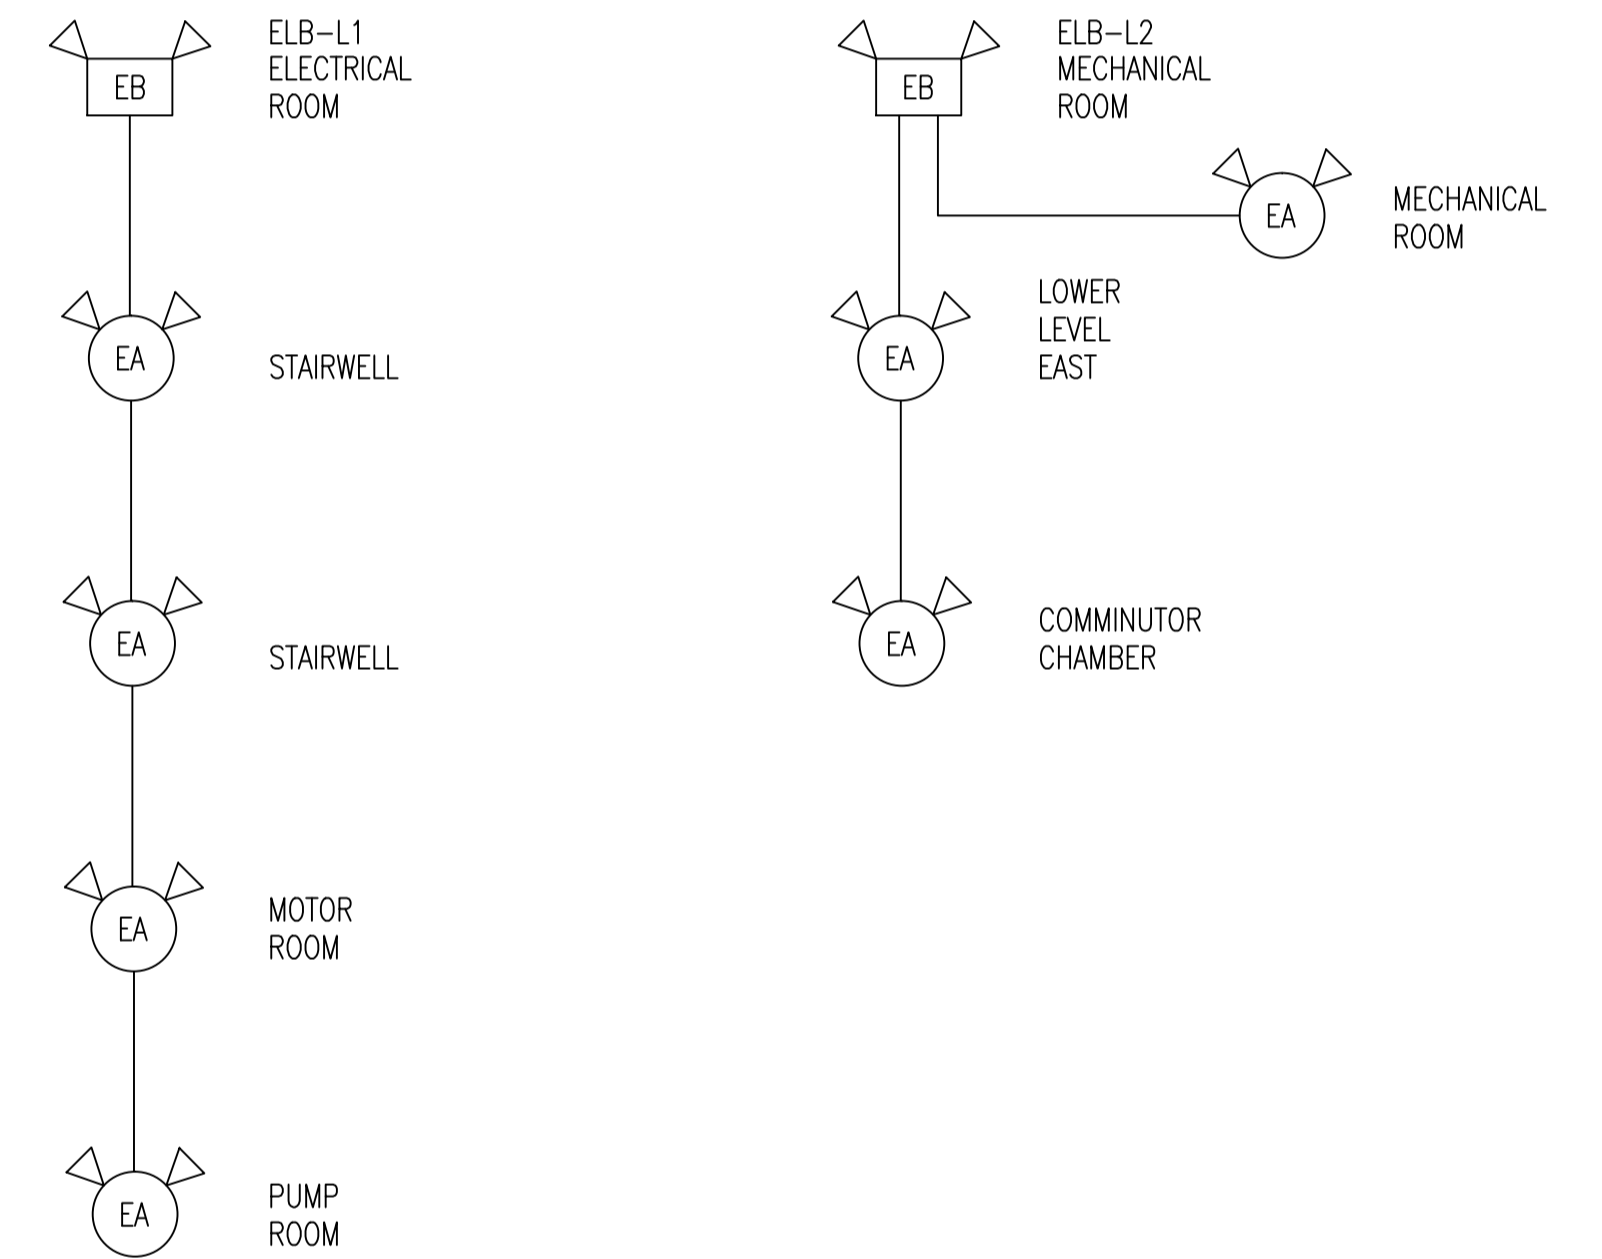 EB
ELB-L1
ELECTRICAL
ROOM
EA
STAIRWELL
EA
STAIRWELL
EA
MOTOR
ROOM
EA
PUMP
ROOM
EB
ELB-L2
MECHANICAL
ROOM
EA
MECHANICAL
ROOM
EA
LOWER
LEVEL
EAST
EA
COMMINUTOR
CHAMBER